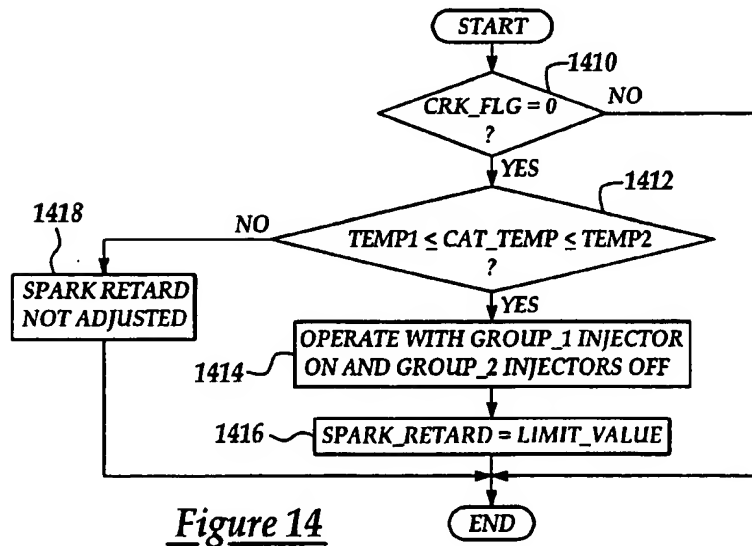 START
1410
CRK_FLG = 0
?
NO
YES
1412
TEMP1 ≤ CAT_TEMP ≤ TEMP2
?
NO
1418
SPARK RETARD
NOT ADJUSTED
YES
OPERATE WITH GROUP_1 INJECTOR
ON AND GROUP_2 INJECTORS OFF
1414
1416
SPARK_RETARD = LIMIT_VALUE
END
Figure 14